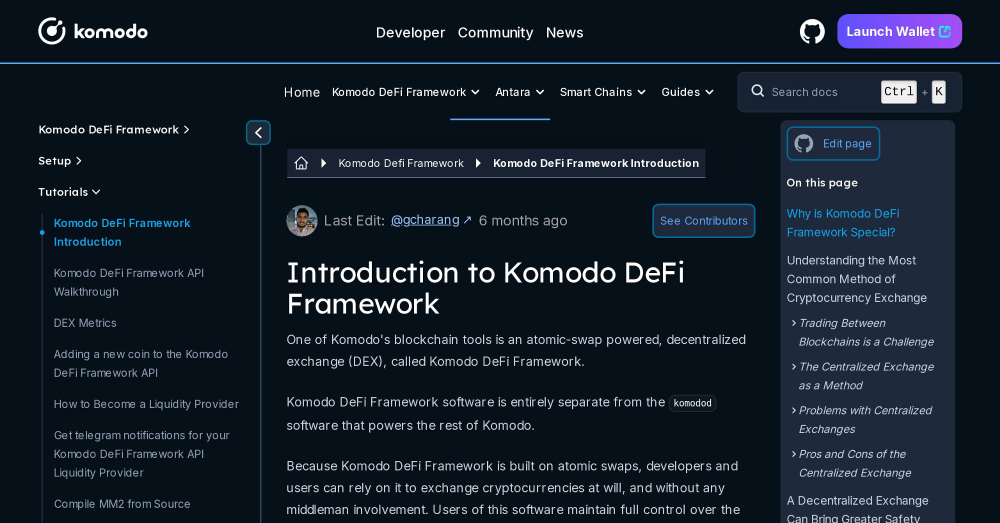 komodo
Developer Community News
Launch Wallet
Home Komodo DeFi Framework Antara Smart Chains Guides
Search docs Ctrl + K
Komodo DeFi Framework
Setup
Tutorials
Komodo DeFi Framework
Introduction
Komodo DeFi Framework API
Walkthrough
DEX Metrics
Adding a new coin to the Komodo
DeFi Framework API
How to Become a Liquidity Provider
Get telegram notifications for your
Komodo DeFi Framework API
Liquidity Provider
Compile MM2 from Source
Komodo Defi Framework Komodo DeFi Framework Introduction
Last Edit: @gcharang ↗ 6 months ago
See Contributors
Introduction to Komodo DeFi
Framework
One of Komodo's blockchain tools is an atomic-swap powered, decentralized
exchange (DEX), called Komodo DeFi Framework.
Komodo DeFi Framework software is entirely separate from the komodod
software that powers the rest of Komodo.
Because Komodo DeFi Framework is built on atomic swaps, developers and
users can rely on it to exchange cryptocurrencies at will, and without any
middleman involvement. Users of this software maintain full control over the
Edit page
On this page
Why is Komodo DeFi
Framework Special?
Understanding the Most
Common Method of
Cryptocurrency Exchange
Trading Between
Blockchains is a Challenge
The Centralized Exchange
as a Method
Problems with Centralized
Exchanges
Pros and Cons of the
Centralized Exchange
A Decentralized Exchange
Can Bring Greater Safety